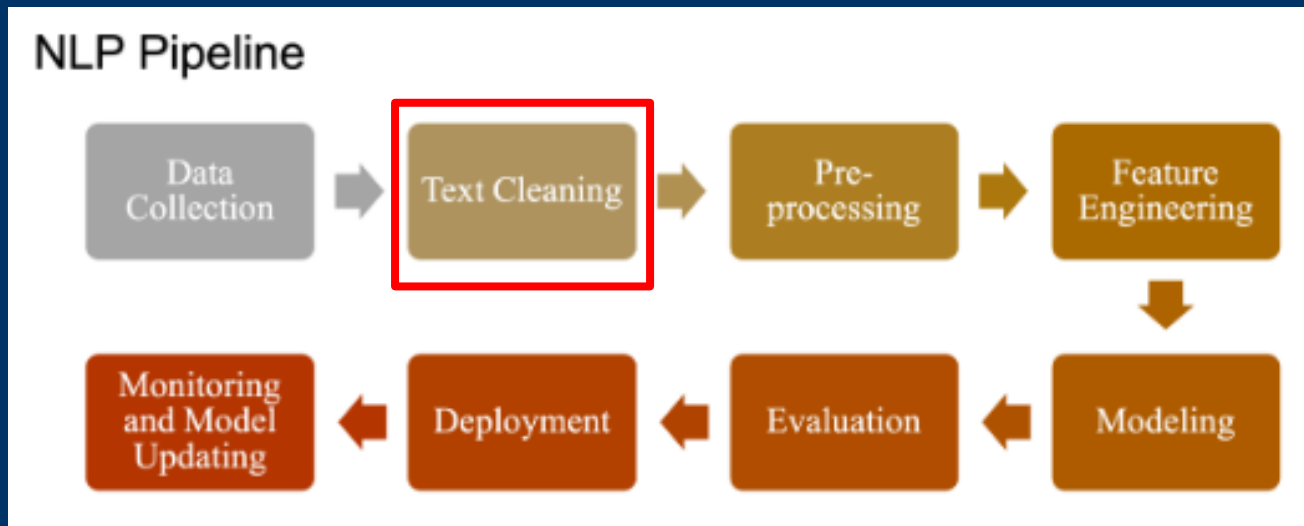 NLP Pipeline
Data
Collection
Text Cleaning
Pre-
processing
Feature
Engineering
Modeling
Evaluation
Deployment
Monitoring
and Model
Updating